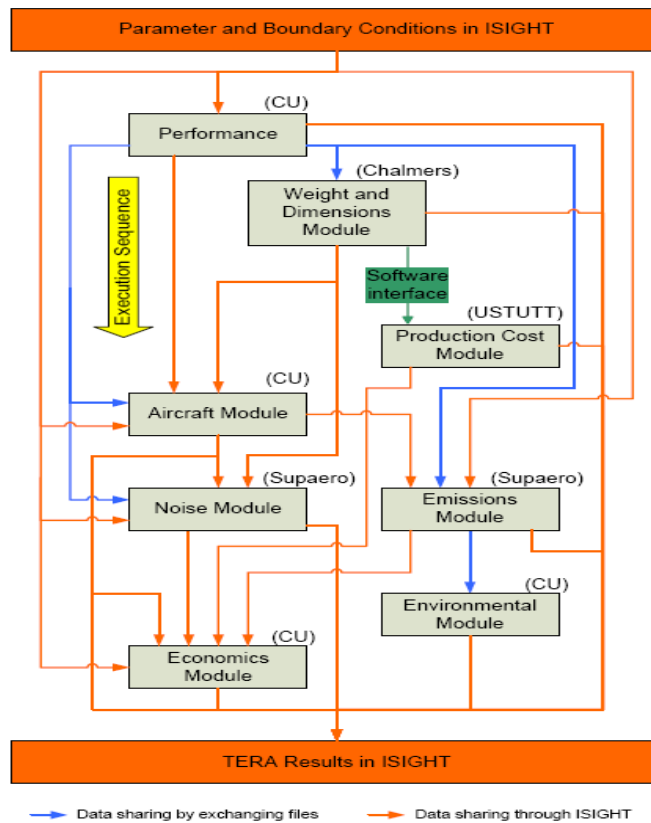 Parameter and Boundary Conditions in ISIGHT
(CU)
Performance
(Chalmers)
Weight and
Dimensions
Module
Execution Sequence
Software
interface
(USTUTT)
Production Cost
Module
(CU)
Aircraft Module
(Supaero)
Noise Module
(Supaero)
Emissions
Module
(CU)
Environmental
Module
(CU)
Economics
Module
TERA Results in ISIGHT
Data sharing by exchanging files
Data sharing through ISIGHT